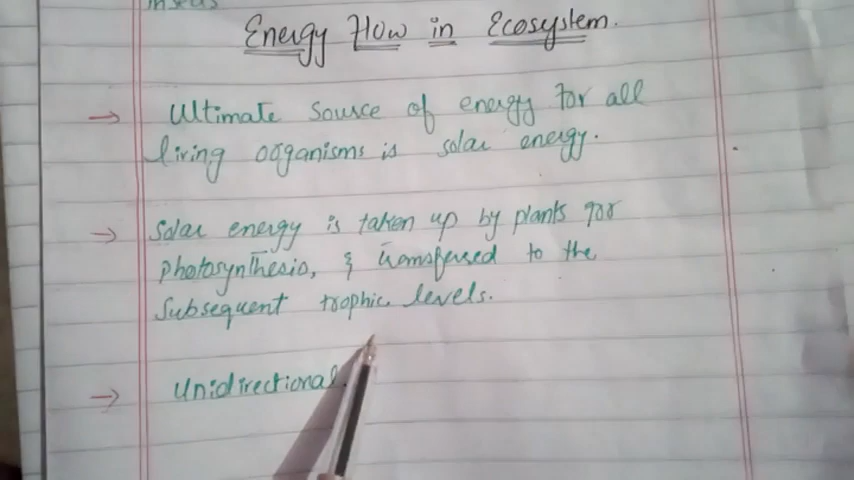 Energy Flow in Ecosystem.
→ Ultimate source of energy for all
living organisms is solar energy.
→ Solar energy is taken up by plants for
photosynthesis, & transferred to the
subsequent trophic levels.
→ Unidirectional.